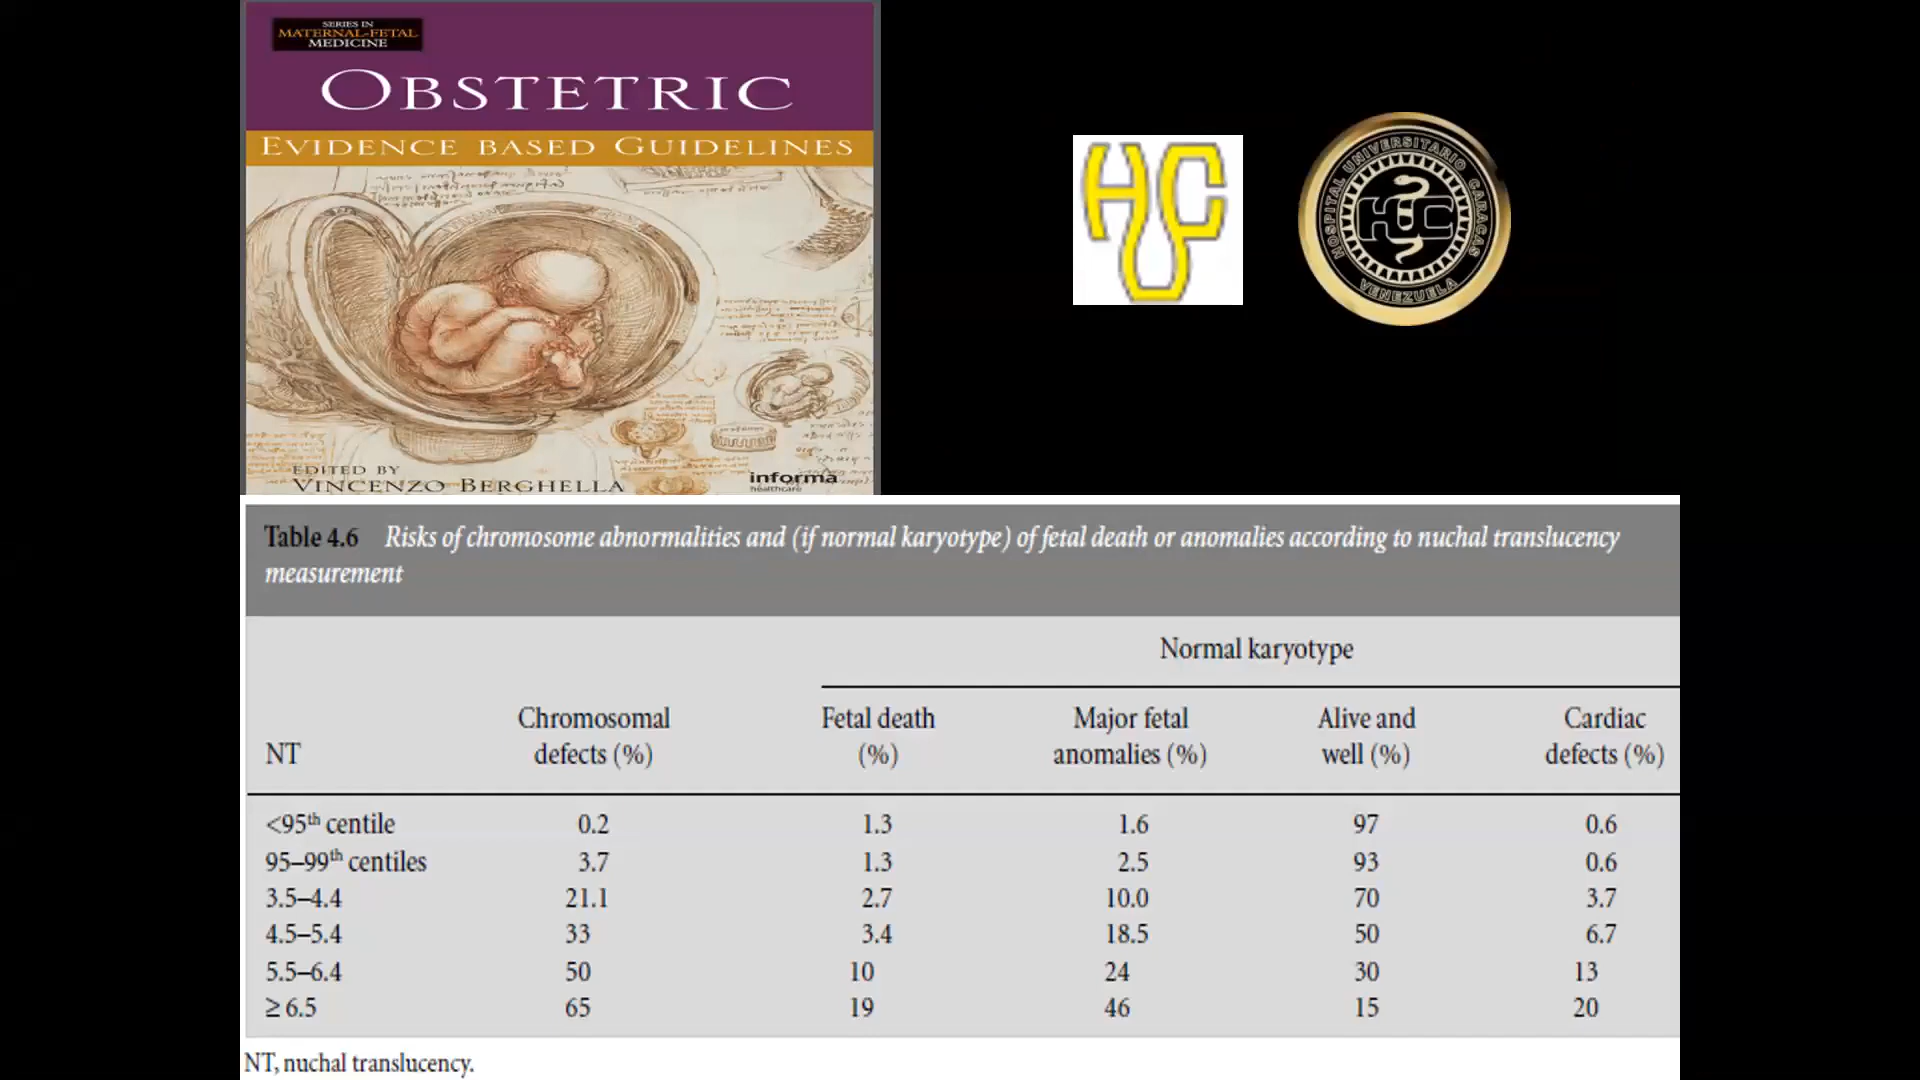 SERIES IN
MATERNAL-FETAL
MEDICINE
OBSTETRIC
EVIDENCE BASED GUIDELINES
EDITED BY
VINCENZO BERGHELLA
informa
healthcare
HUC
HOSPITAL UNIVERSITARIO CARACAS
HUC
VENEZUELA
Table 4.6 Risks of chromosome abnormalities and (if normal karyotype) of fetal death or anomalies according to nuchal translucency
measurement
Normal karyotype
Chromosomal Fetal death Major fetal Alive and Cardiac
NT defects (%) (%) anomalies (%) well (%) defects (%)
<95th centile 0.2 1.3 1.6 97 0.6
95–99th centiles 3.7 1.3 2.5 93 0.6
3.5–4.4 21.1 2.7 10.0 70 3.7
4.5–5.4 33 3.4 18.5 50 6.7
5.5–6.4 50 10 24 30 13
≥ 6.5 65 19 46 15 20
NT, nuchal translucency.